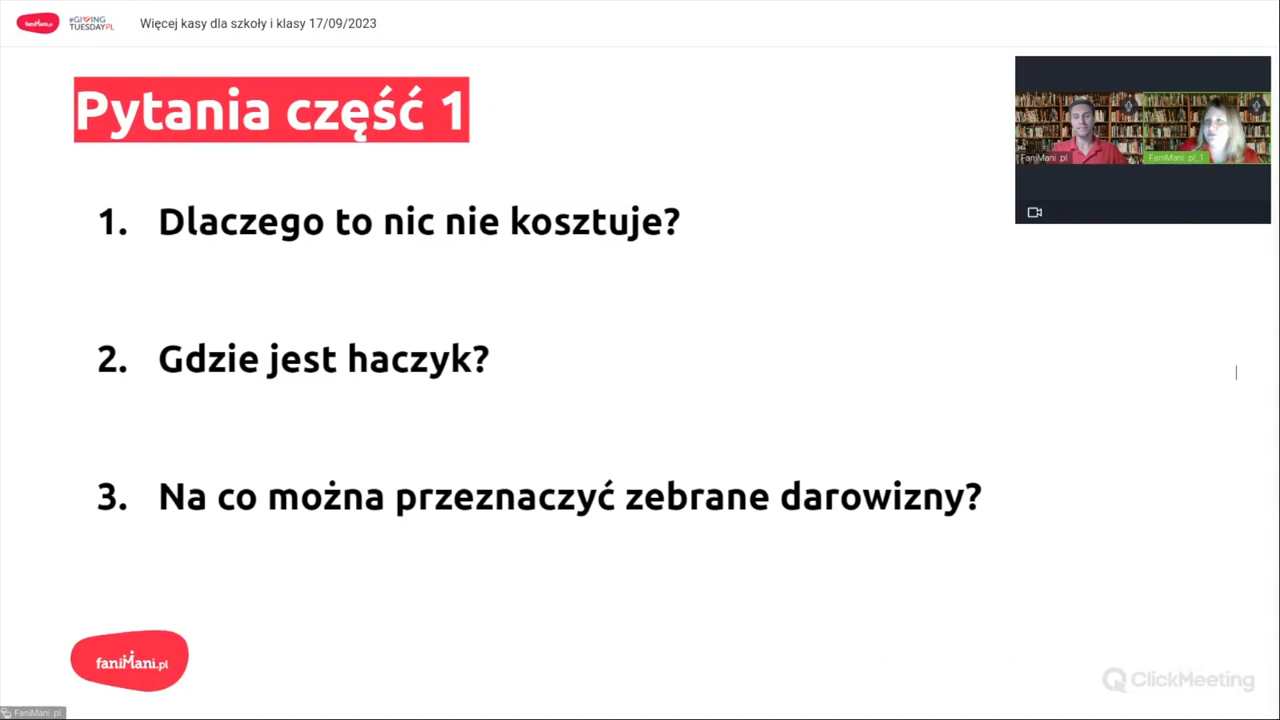 faniMani.pl
#GIVING
TUESDAYPL
Więcej kasy dla szkoły i klasy 17/09/2023
Pytania część 1
FaniMani .pl
FaniMani .pl_1
1. Dlaczego to nic nie kosztuje?
2. Gdzie jest haczyk?
3. Na co można przeznaczyć zebrane darowizny?
faniMani.pl
ClickMeeting
FaniMani .pl